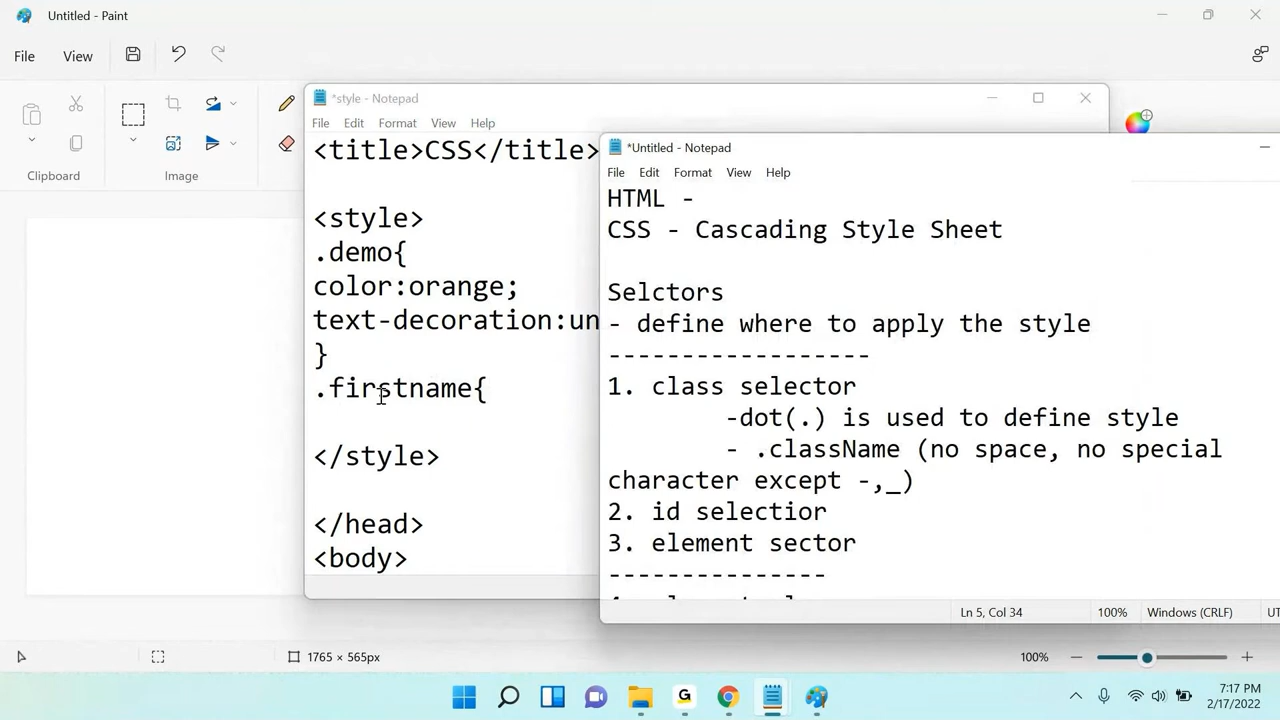 Untitled - Paint
File
View
Clipboard
Image
*style - Notepad
File
Edit
Format
View
Help
<title>CSS</title>
<style>
.demo{
color:orange;
text-decoration:un
}
.firstname{
</style>
</head>
<body>
*Untitled - Notepad
File
Edit
Format
View
Help
HTML -
CSS - Cascading Style Sheet
Selctors
- define where to apply the style
------------------
1. class selector
-dot(.) is used to define style
- .className (no space, no special
character except -,_)
2. id selectior
3. element sector
---------------
Ln 5, Col 34
100%
Windows (CRLF)
UT
1765 × 565px
100%
G
7:17 PM
2/17/2022